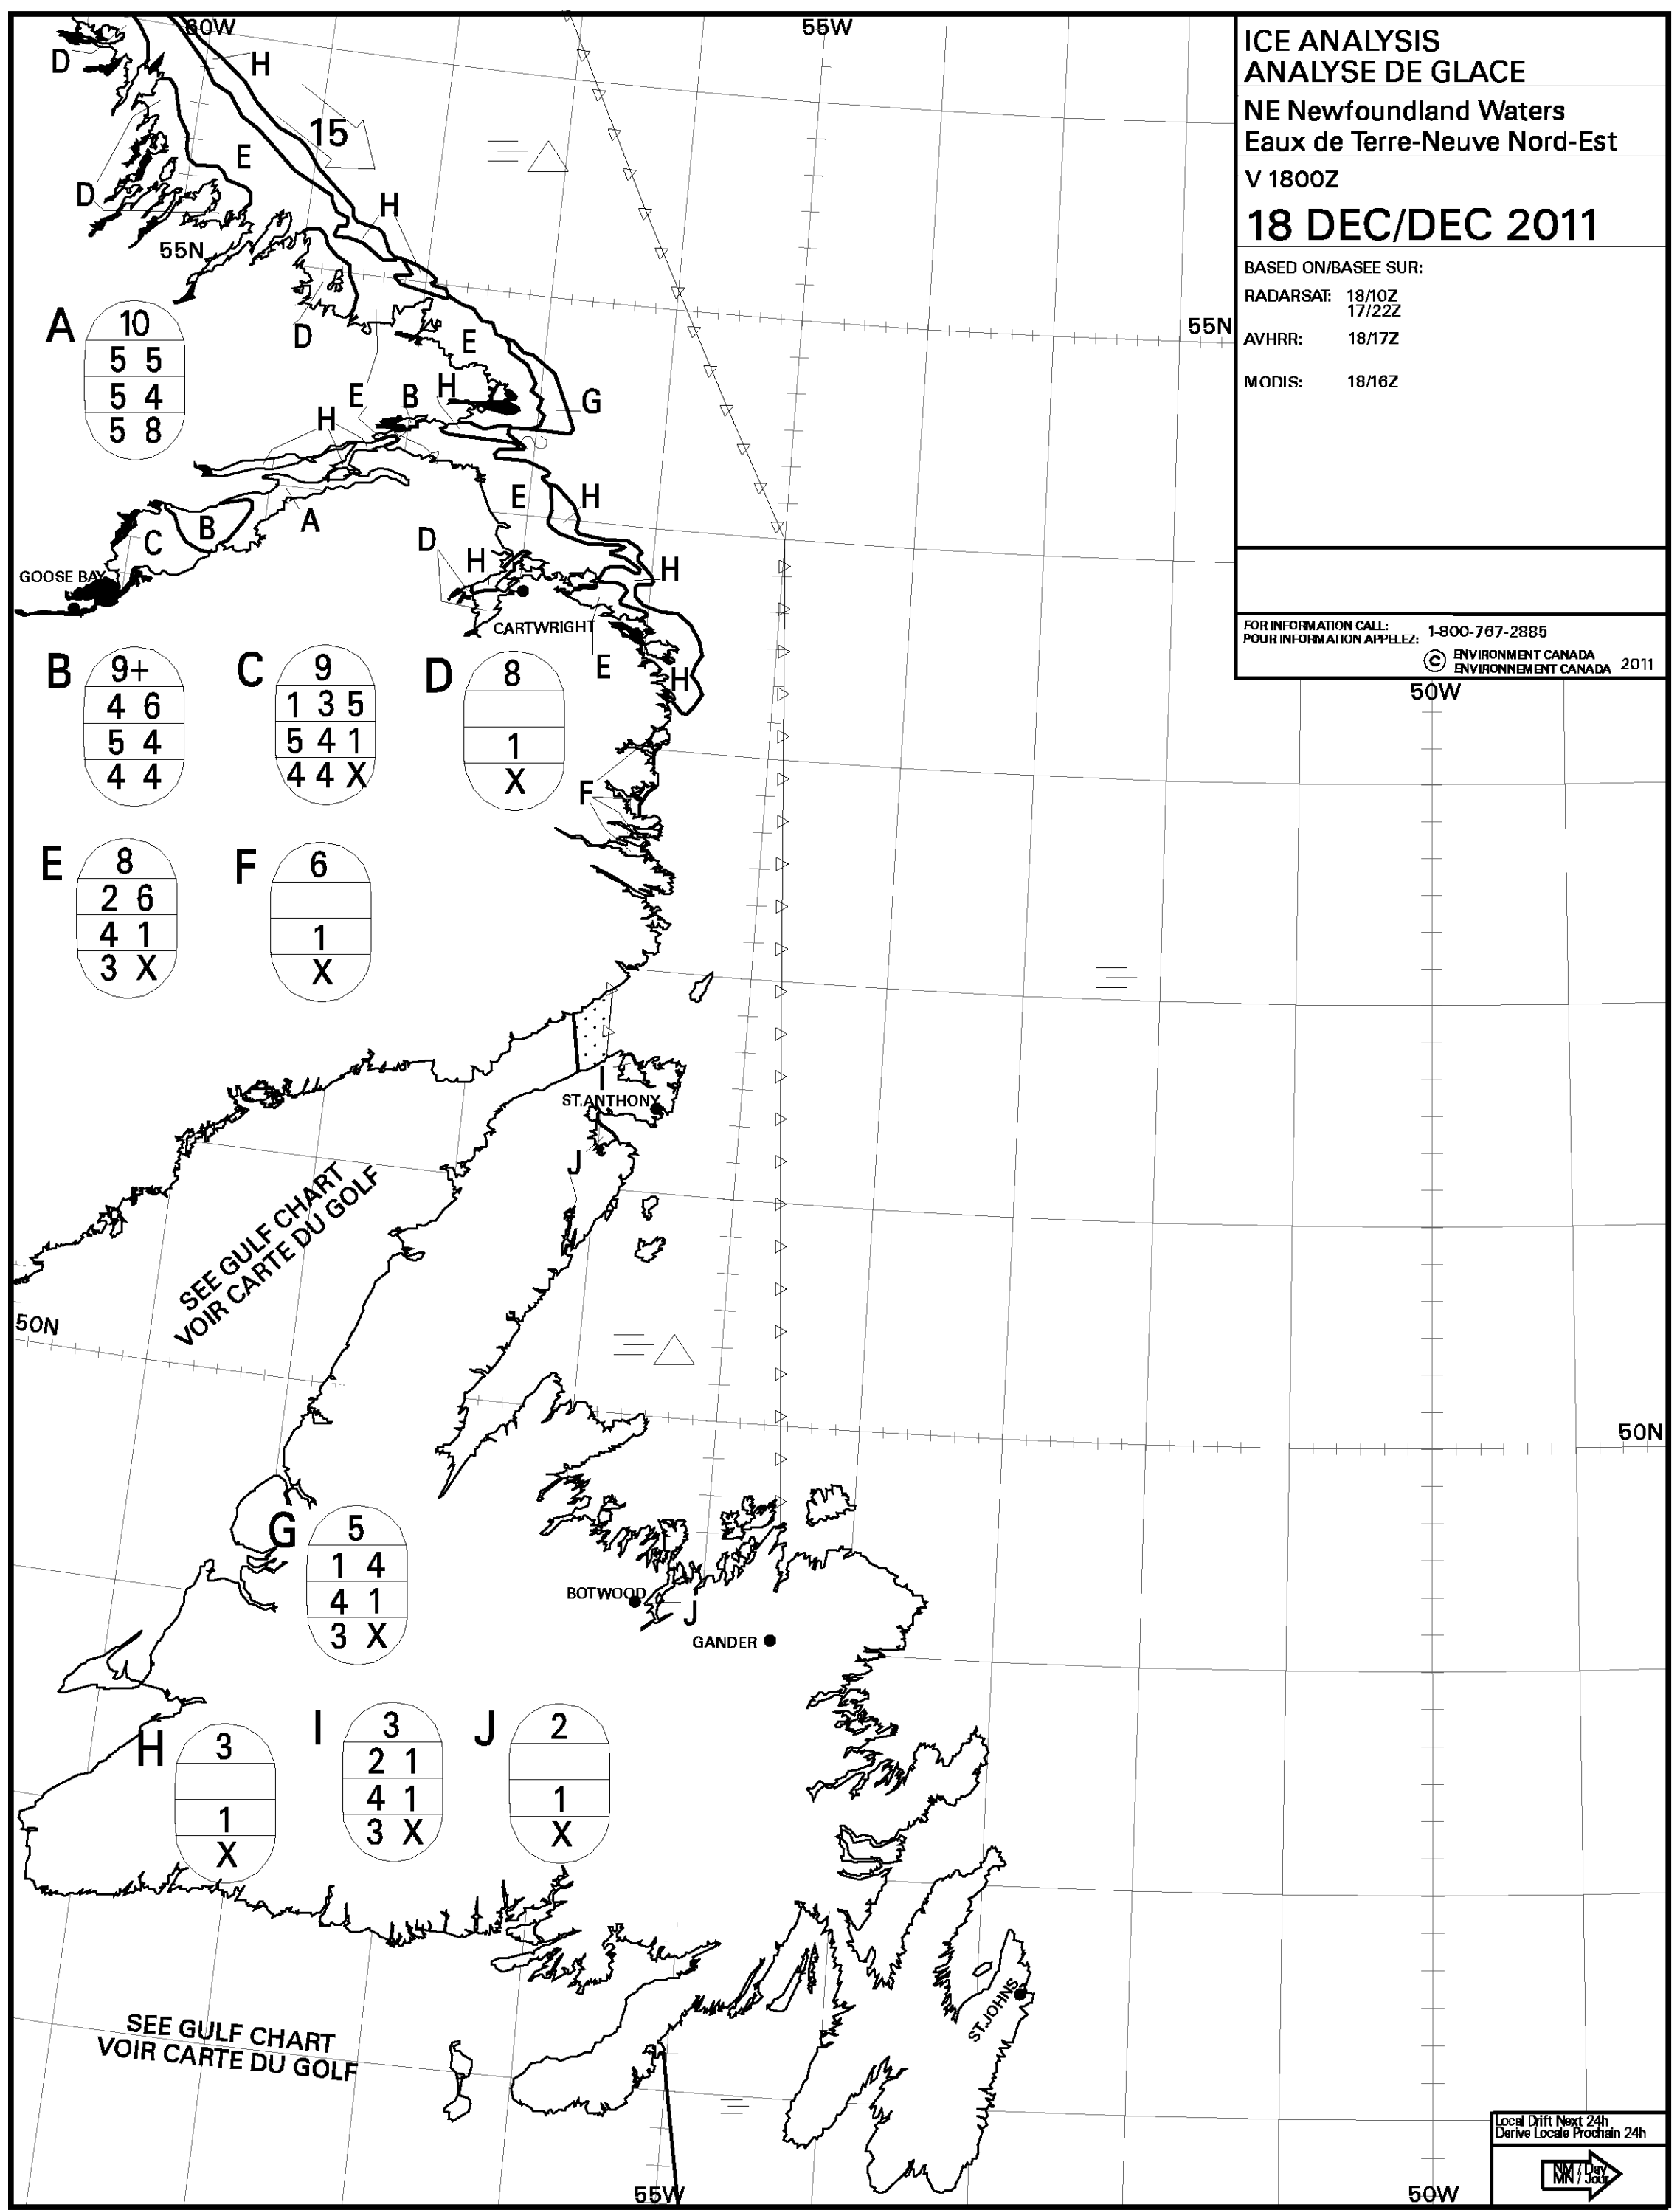 60W
55W
ICE ANALYSIS
ANALYSE DE GLACE
NE Newfoundland Waters
Eaux de Terre-Neuve Nord-Est
V 1800Z
18 DEC/DEC 2011
BASED ON/BASEE SUR:
RADARSAT: 18/10Z
17/22Z
AVHRR: 18/17Z
MODIS: 18/16Z
FOR INFORMATION CALL:
POUR INFORMATION APPELEZ: 1-800-767-2885
© ENVIRONMENT CANADA
ENVIRONNEMENT CANADA 2011
D
H
15
E
D
H
55N
55N
D
E
A
10
5 5
5 4
5 8
E
B
H
G
H
A
E
H
C
B
D
H
H
GOOSE BAY
CARTWRIGHT
E
H
B
9+
4 6
5 4
4 4
C
9
1 3 5
5 4 1
4 4 X
D
8
1
X
50W
F
E
8
2 6
4 1
3 X
F
6
1
X
I
ST.ANTHONY
J
SEE GULF CHART
VOIR CARTE DU GOLF
50N
50N
G
5
1 4
4 1
3 X
BOTWOOD
J
GANDER
H
3
1
X
I
3
2 1
4 1
3 X
J
2
1
X
ST.JOHNS
SEE GULF CHART
VOIR CARTE DU GOLF
55W
50W
Local Drift Next 24h
Derive Locale Prochain 24h
NM / Day
MN / Jour